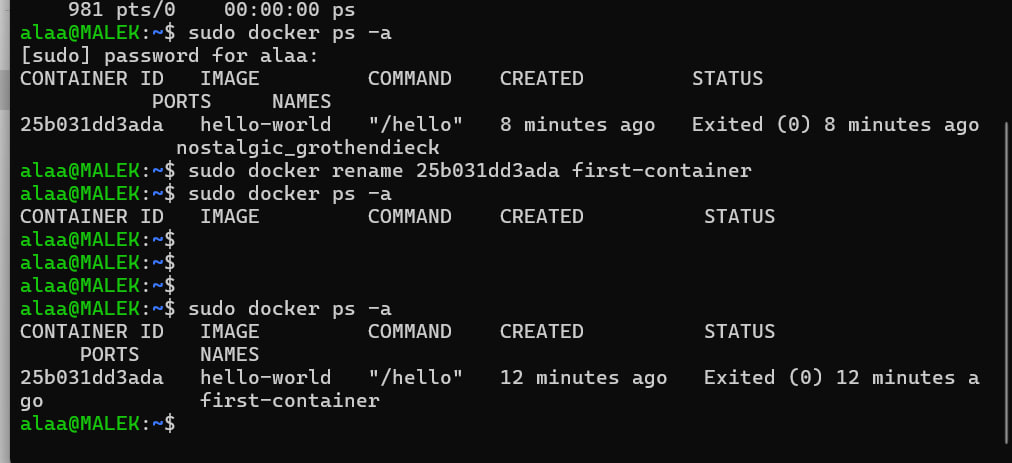 981 pts/0    00:00:00 ps
alaa@MALEK:~$ sudo docker ps -a
[sudo] password for alaa:
CONTAINER ID   IMAGE         COMMAND    CREATED         STATUS
           PORTS     NAMES
25b031dd3ada   hello-world   "/hello"   8 minutes ago   Exited (0) 8 minutes ago
             nostalgic_grothendieck
alaa@MALEK:~$ sudo docker rename 25b031dd3ada first-container
alaa@MALEK:~$ sudo docker ps -a
CONTAINER ID   IMAGE         COMMAND    CREATED          STATUS
alaa@MALEK:~$
alaa@MALEK:~$
alaa@MALEK:~$
alaa@MALEK:~$ sudo docker ps -a
CONTAINER ID   IMAGE         COMMAND    CREATED          STATUS
     PORTS     NAMES
25b031dd3ada   hello-world   "/hello"   12 minutes ago   Exited (0) 12 minutes a
go             first-container
alaa@MALEK:~$